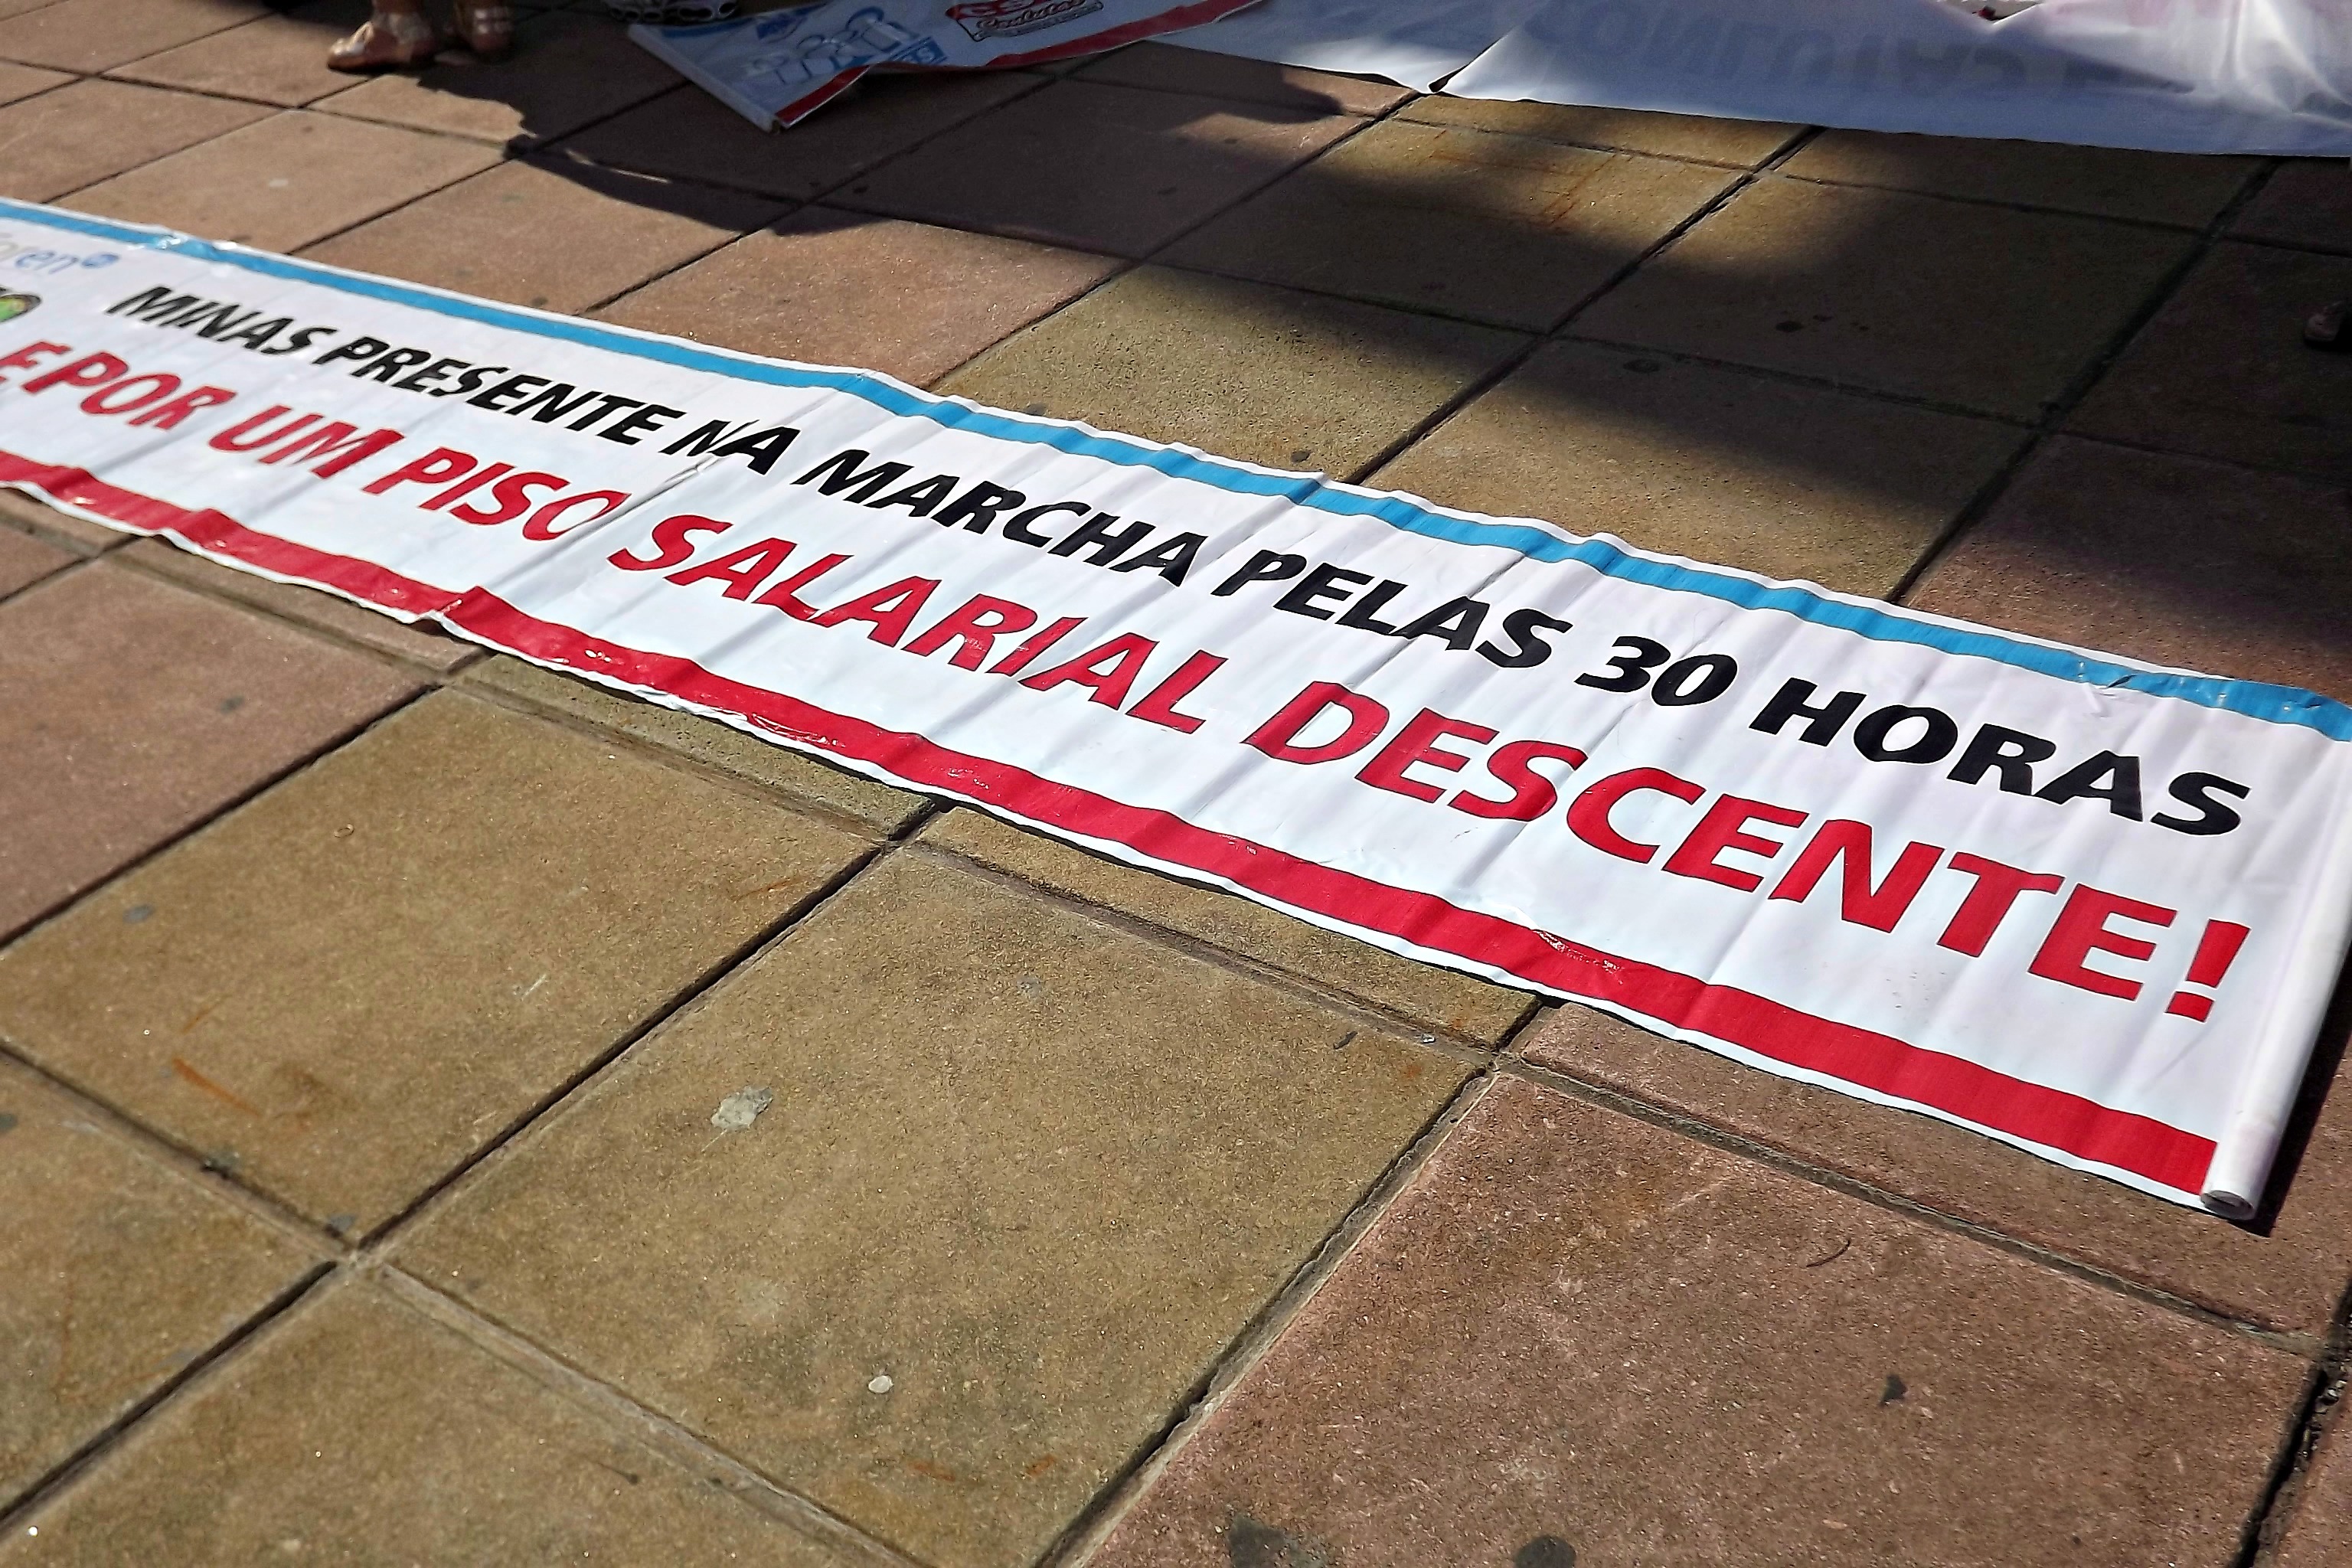 MINAS PRESENTE NA MARCHA PELAS 30 HORAS
E POR UM PISO SALARIAL DESCENTE!